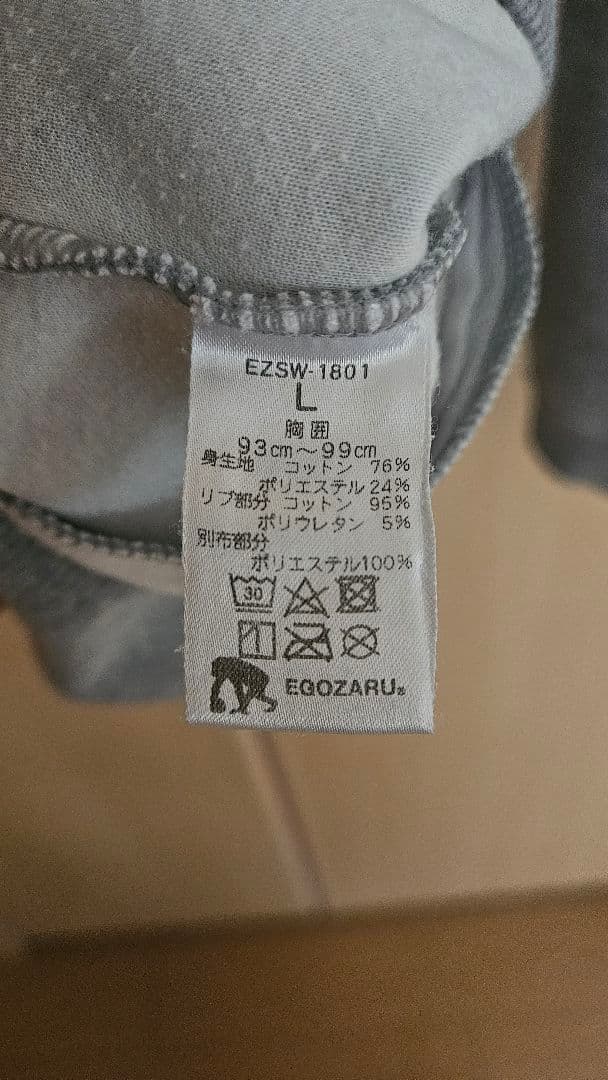 EZSW-1801
L
胸囲
93cm～99cm
身生地 コットン 76%
ポリエステル 24%
リブ部分 コットン 95%
ポリウレタン 5%
別布部分
ポリエステル100%
30
EGOZARU